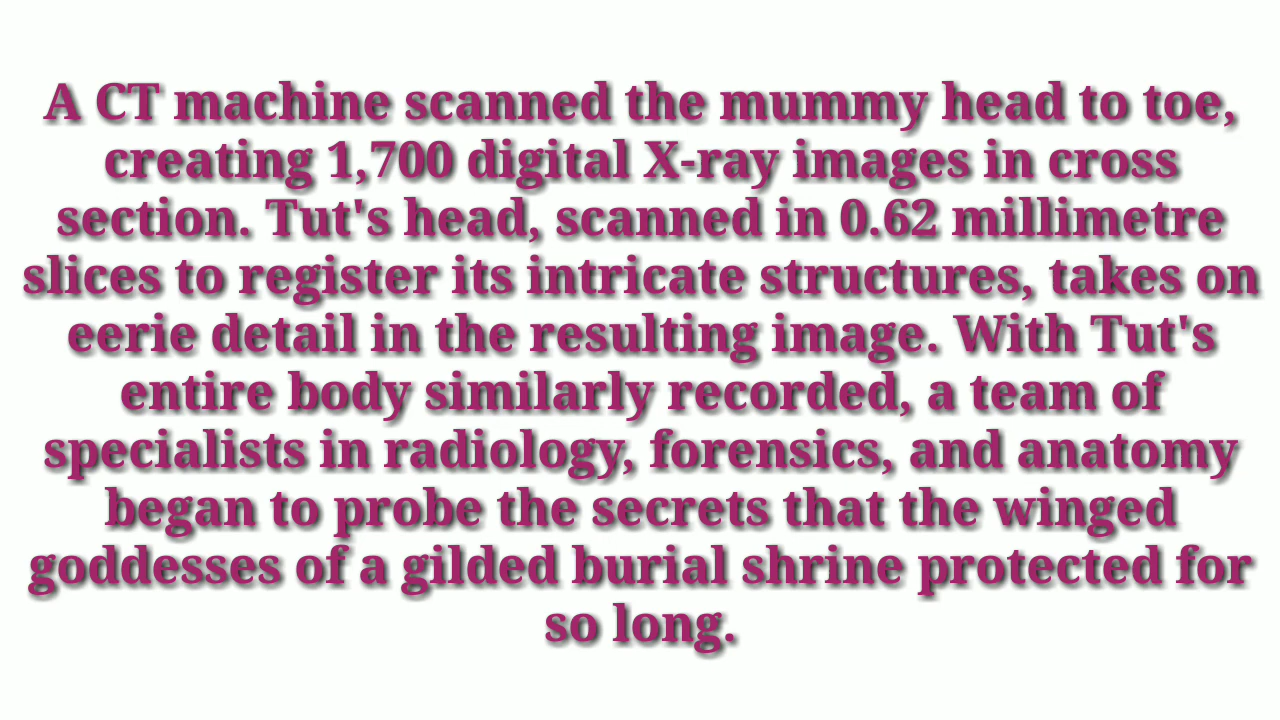 A CT machine scanned the mummy head to toe,
creating 1,700 digital X-ray images in cross
section. Tut's head, scanned in 0.62 millimetre
slices to register its intricate structures, takes on
eerie detail in the resulting image. With Tut's
entire body similarly recorded, a team of
specialists in radiology, forensics, and anatomy
began to probe the secrets that the winged
goddesses of a gilded burial shrine protected for
so long.